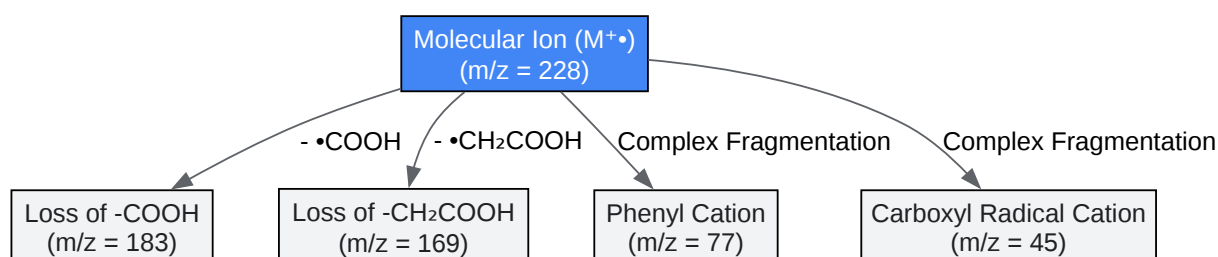 Molecular Ion (M⁺•)
(m/z = 228)
- •COOH
- •CH₂COOH
Complex Fragmentation
Complex Fragmentation
Loss of -COOH
(m/z = 183)
Loss of -CH₂COOH
(m/z = 169)
Phenyl Cation
(m/z = 77)
Carboxyl Radical Cation
(m/z = 45)